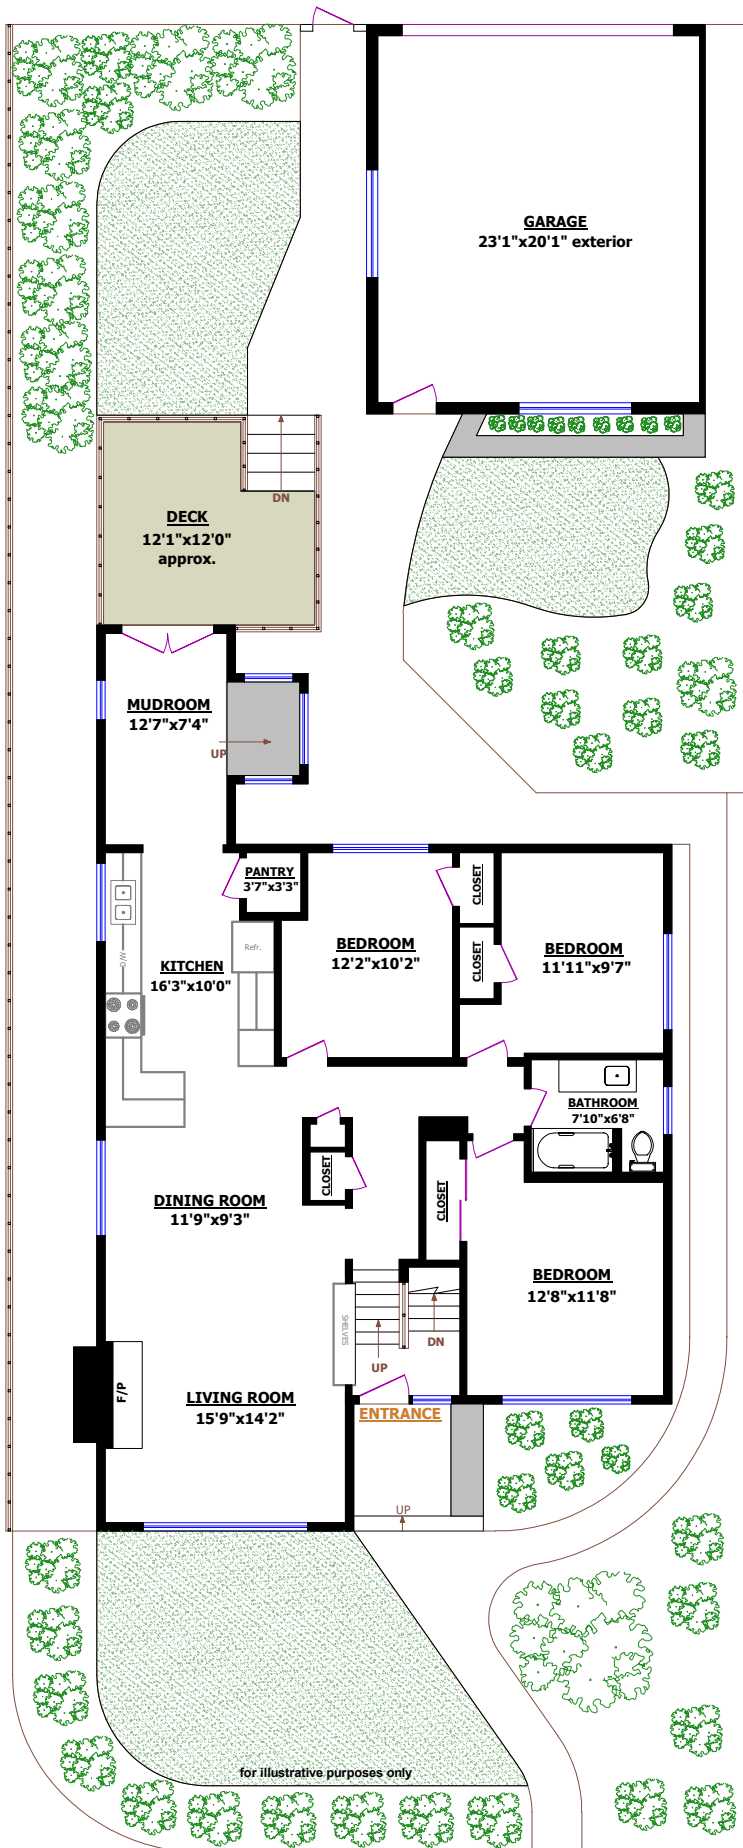 GARAGE
23'1"x20'1" exterior
DN
DECK
12'1"x12'0"
approx.
MUDROOM
12'7"x7'4"
UP
PANTRY
3'7"x3'3"
CLOSET
BEDROOM
12'2"x10'2"
CLOSET
BEDROOM
11'11"x9'7"
Refr.
D/W
KITCHEN
16'3"x10'0"
BATHROOM
7'10"x6'8"
CLOSET
CLOSET
DINING ROOM
11'9"x9'3"
BEDROOM
12'8"x11'8"
SHELVES
DN
UP
F/P
LIVING ROOM
15'9"x14'2"
ENTRANCE
UP
for illustrative purposes only